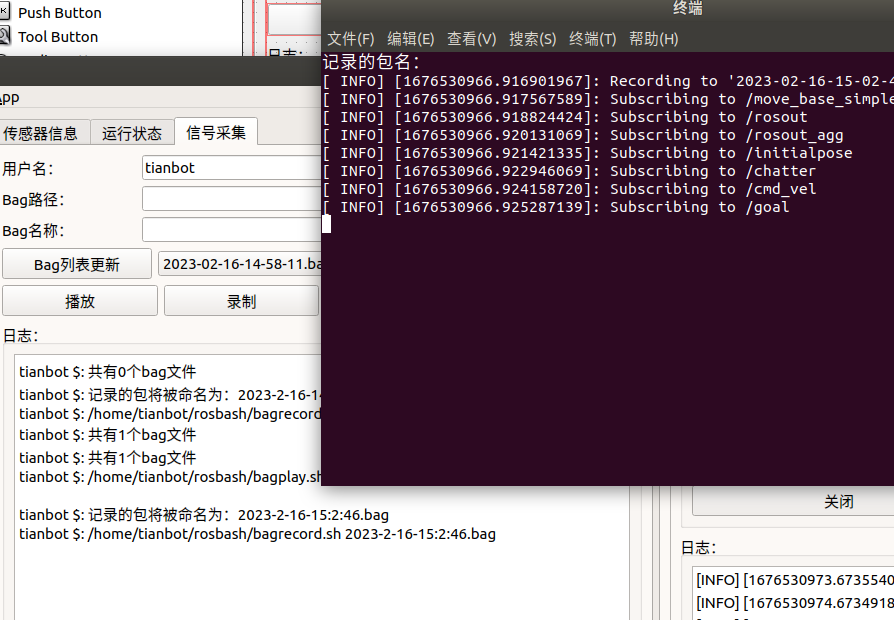 Push Button
Tool Button
日志：
App
传感器信息 运行状态 信号采集
用户名： tianbot
Bag路径：
Bag名称：
Bag列表更新 2023-02-16-14-58-11.ba
播放 录制
日志：
tianbot $: 共有0个bag文件
tianbot $: 记录的包将被命名为：2023-2-16-14
tianbot $: /home/tianbot/rosbash/bagrecord
tianbot $: 共有1个bag文件
tianbot $: 共有1个bag文件
tianbot $: /home/tianbot/rosbash/bagplay.sh
tianbot $: 记录的包将被命名为：2023-2-16-15:2:46.bag
tianbot $: /home/tianbot/rosbash/bagrecord.sh 2023-2-16-15:2:46.bag
终端
文件(F) 编辑(E) 查看(V) 搜索(S) 终端(T) 帮助(H)
记录的包名：
[ INFO] [1676530966.916901967]: Recording to '2023-02-16-15-02-4
[ INFO] [1676530966.917567589]: Subscribing to /move_base_simple
[ INFO] [1676530966.918824424]: Subscribing to /rosout
[ INFO] [1676530966.920131069]: Subscribing to /rosout_agg
[ INFO] [1676530966.921421335]: Subscribing to /initialpose
[ INFO] [1676530966.922946069]: Subscribing to /chatter
[ INFO] [1676530966.924158720]: Subscribing to /cmd_vel
[ INFO] [1676530966.925287139]: Subscribing to /goal
关闭
日志：
[INFO] [1676530973.6735540
[INFO] [1676530974.6734918